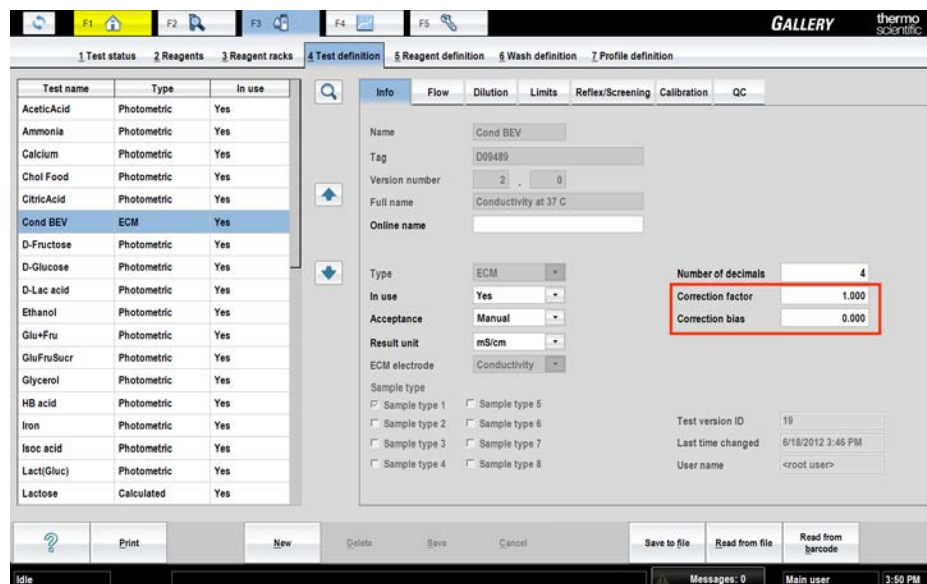 F1 F2 F3 F4 F5 GALLERY thermo scientific
1 Test status 2 Reagents 3 Reagent racks 4 Test definition 5 Reagent definition 6 Wash definition 7 Profile definition
Test name Type In use
AceticAcid Photometric Yes
Ammonia Photometric Yes
Calcium Photometric Yes
Chol Food Photometric Yes
CitricAcid Photometric Yes
Cond BEV ECM Yes
D-Fructose Photometric Yes
D-Glucose Photometric Yes
D-Lac acid Photometric Yes
Ethanol Photometric Yes
Glu+Fru Photometric Yes
GluFruSucr Photometric Yes
Glycerol Photometric Yes
HB acid Photometric Yes
Iron Photometric Yes
Isoc acid Photometric Yes
Lact(Gluc) Photometric Yes
Lactose Calculated Yes
Info Flow Dilution Limits Reflex/Screening Calibration QC
Name Cond BEV
Tag D09489
Version number 2 . 0
Full name Conductivity at 37 C
Online name
Type ECM
In use Yes
Acceptance Manual
Result unit mS/cm
ECM electrode Conductivity
Number of decimals 4
Correction factor 1.000
Correction bias 0.000
Sample type
Sample type 1 Sample type 5
Sample type 2 Sample type 6
Sample type 3 Sample type 7
Sample type 4 Sample type 8
Test version ID 19
Last time changed 6/18/2012 3:46 PM
User name <root user>
? Print New Delete Save Cancel Save to file Read from file Read from barcode
Idle Messages: 0 Main user 3:50 PM